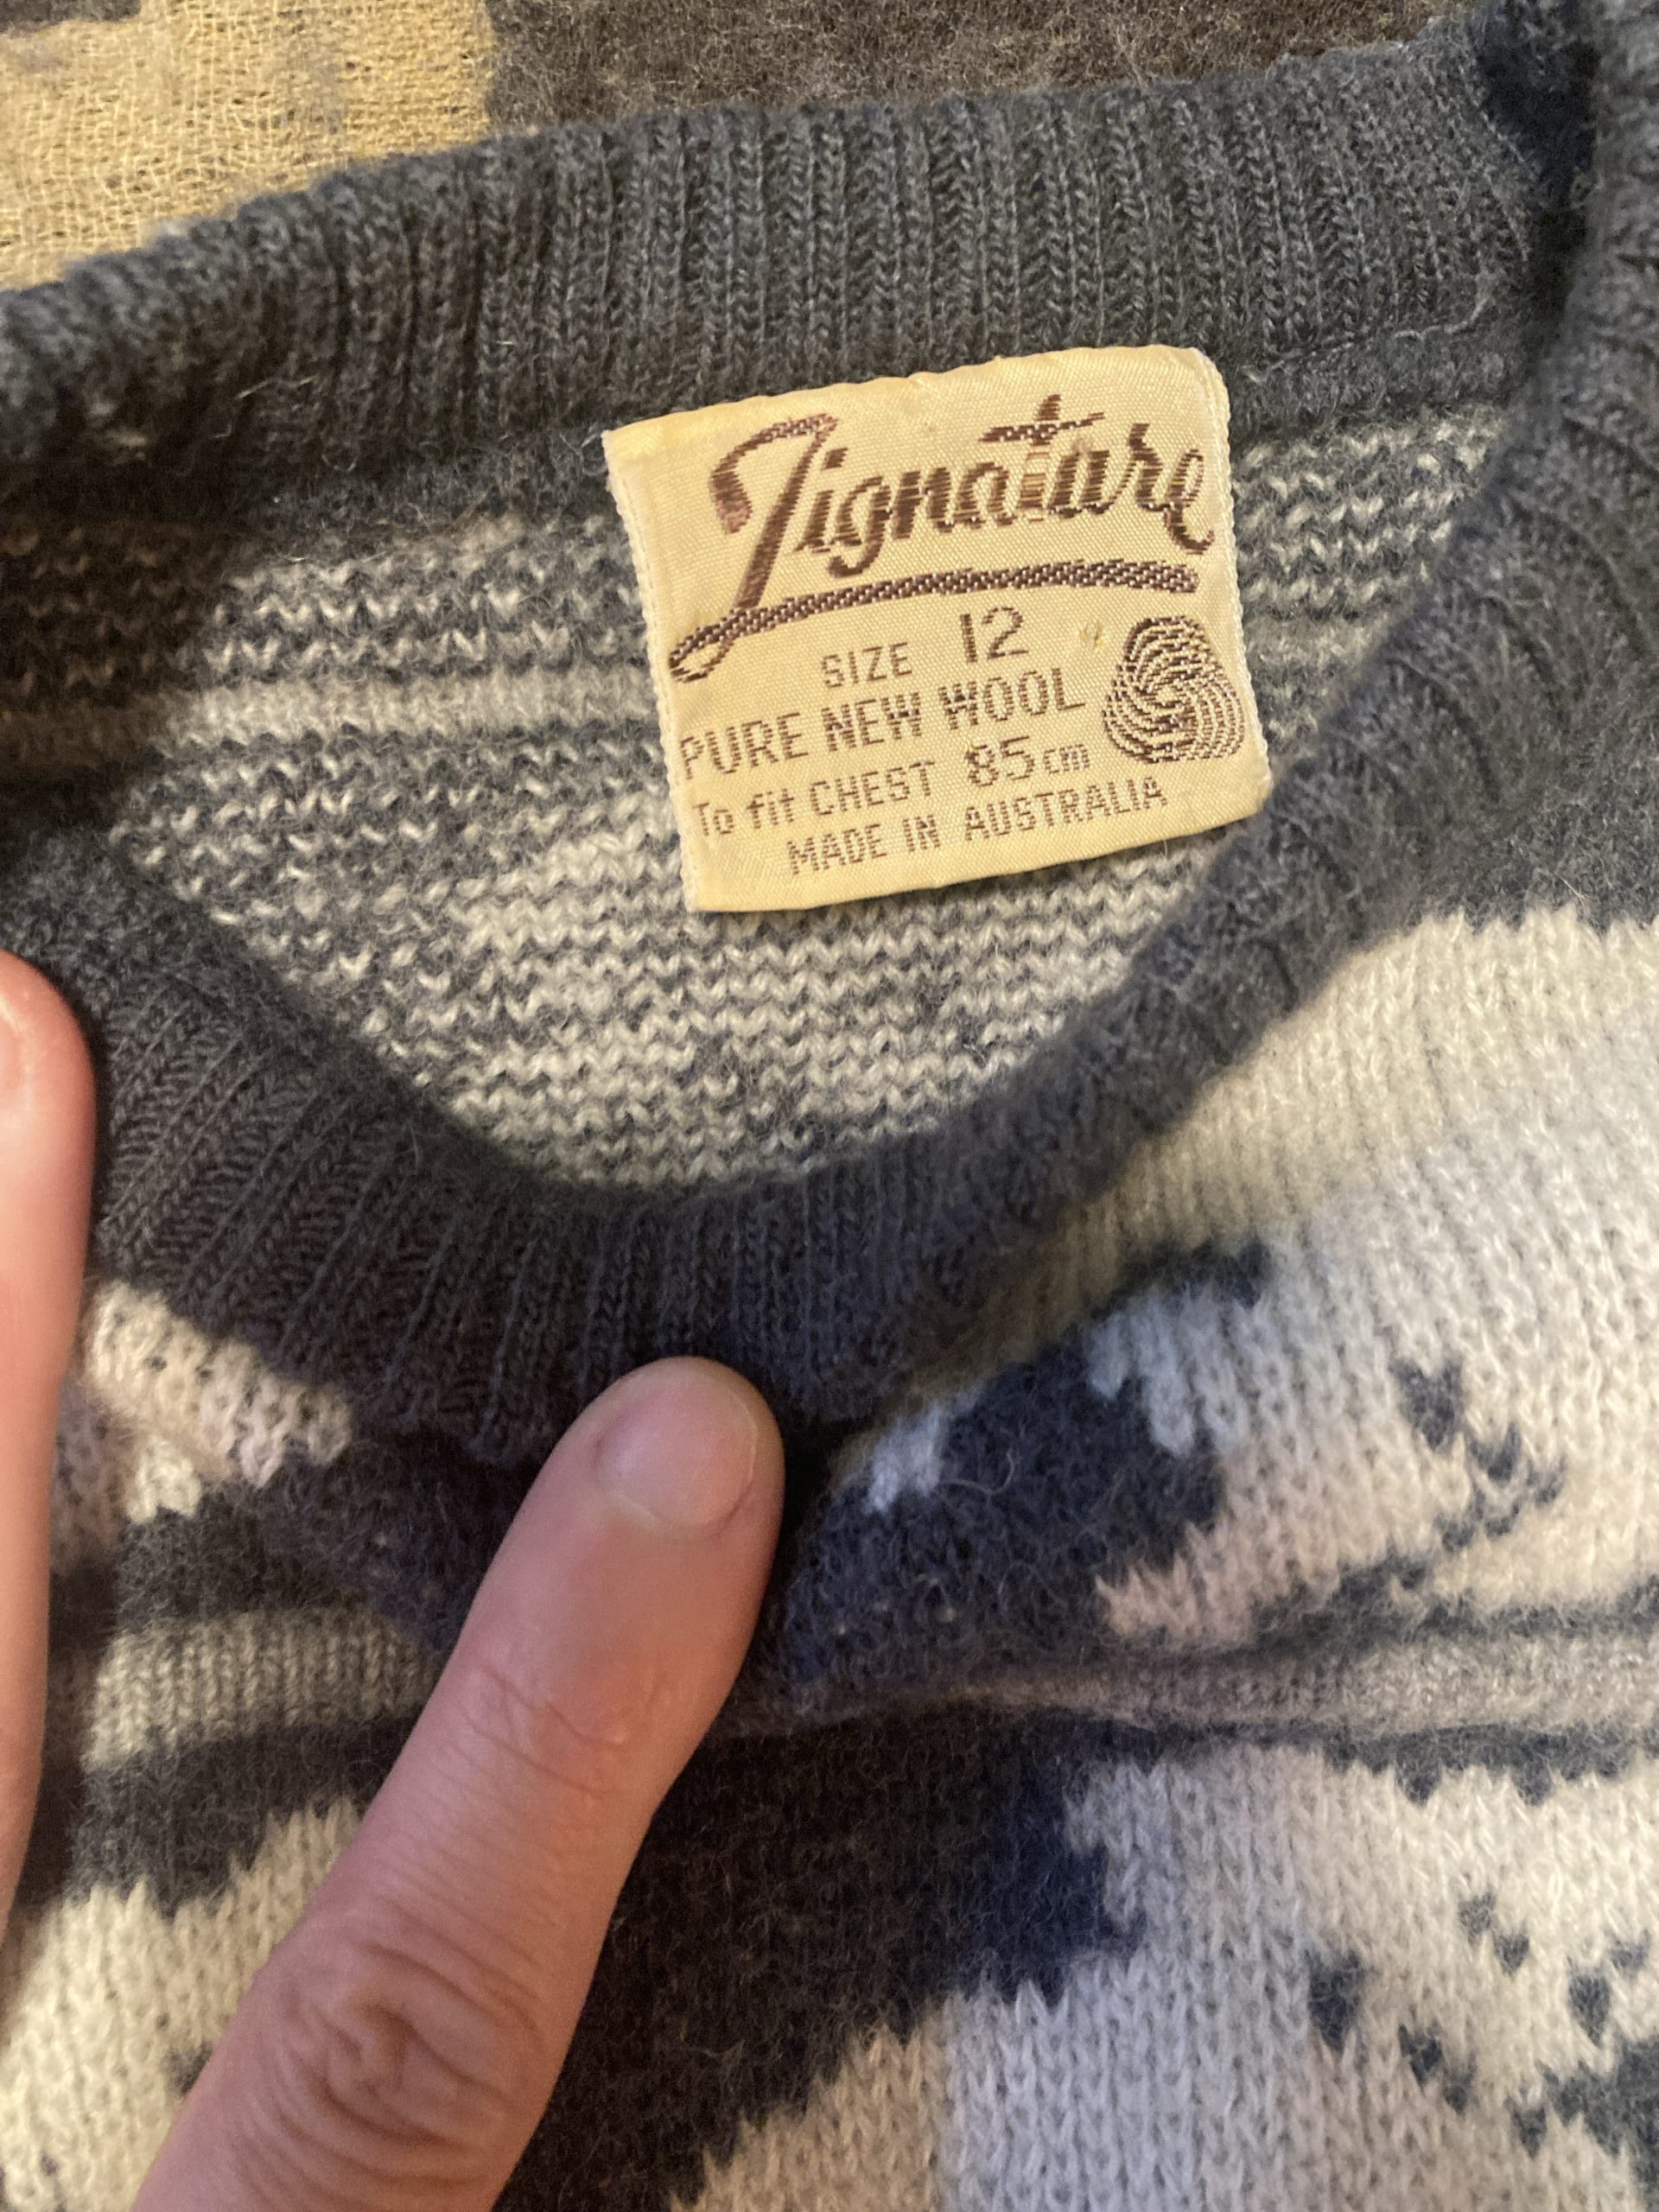 Signature
SIZE 12
PURE NEW WOOL
To fit CHEST 85cm
MADE IN AUSTRALIA